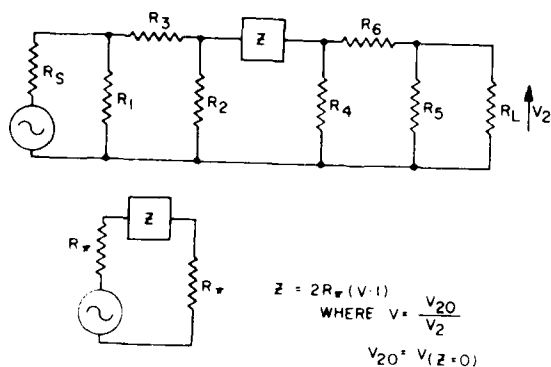 R3
Z
R6
RS
R1
R2
R4
R5
RL
V2
Z
Rπ
Rπ
Z = 2Rπ(V-1)
WHERE V = V20/V2
V20 = V(Z=0)